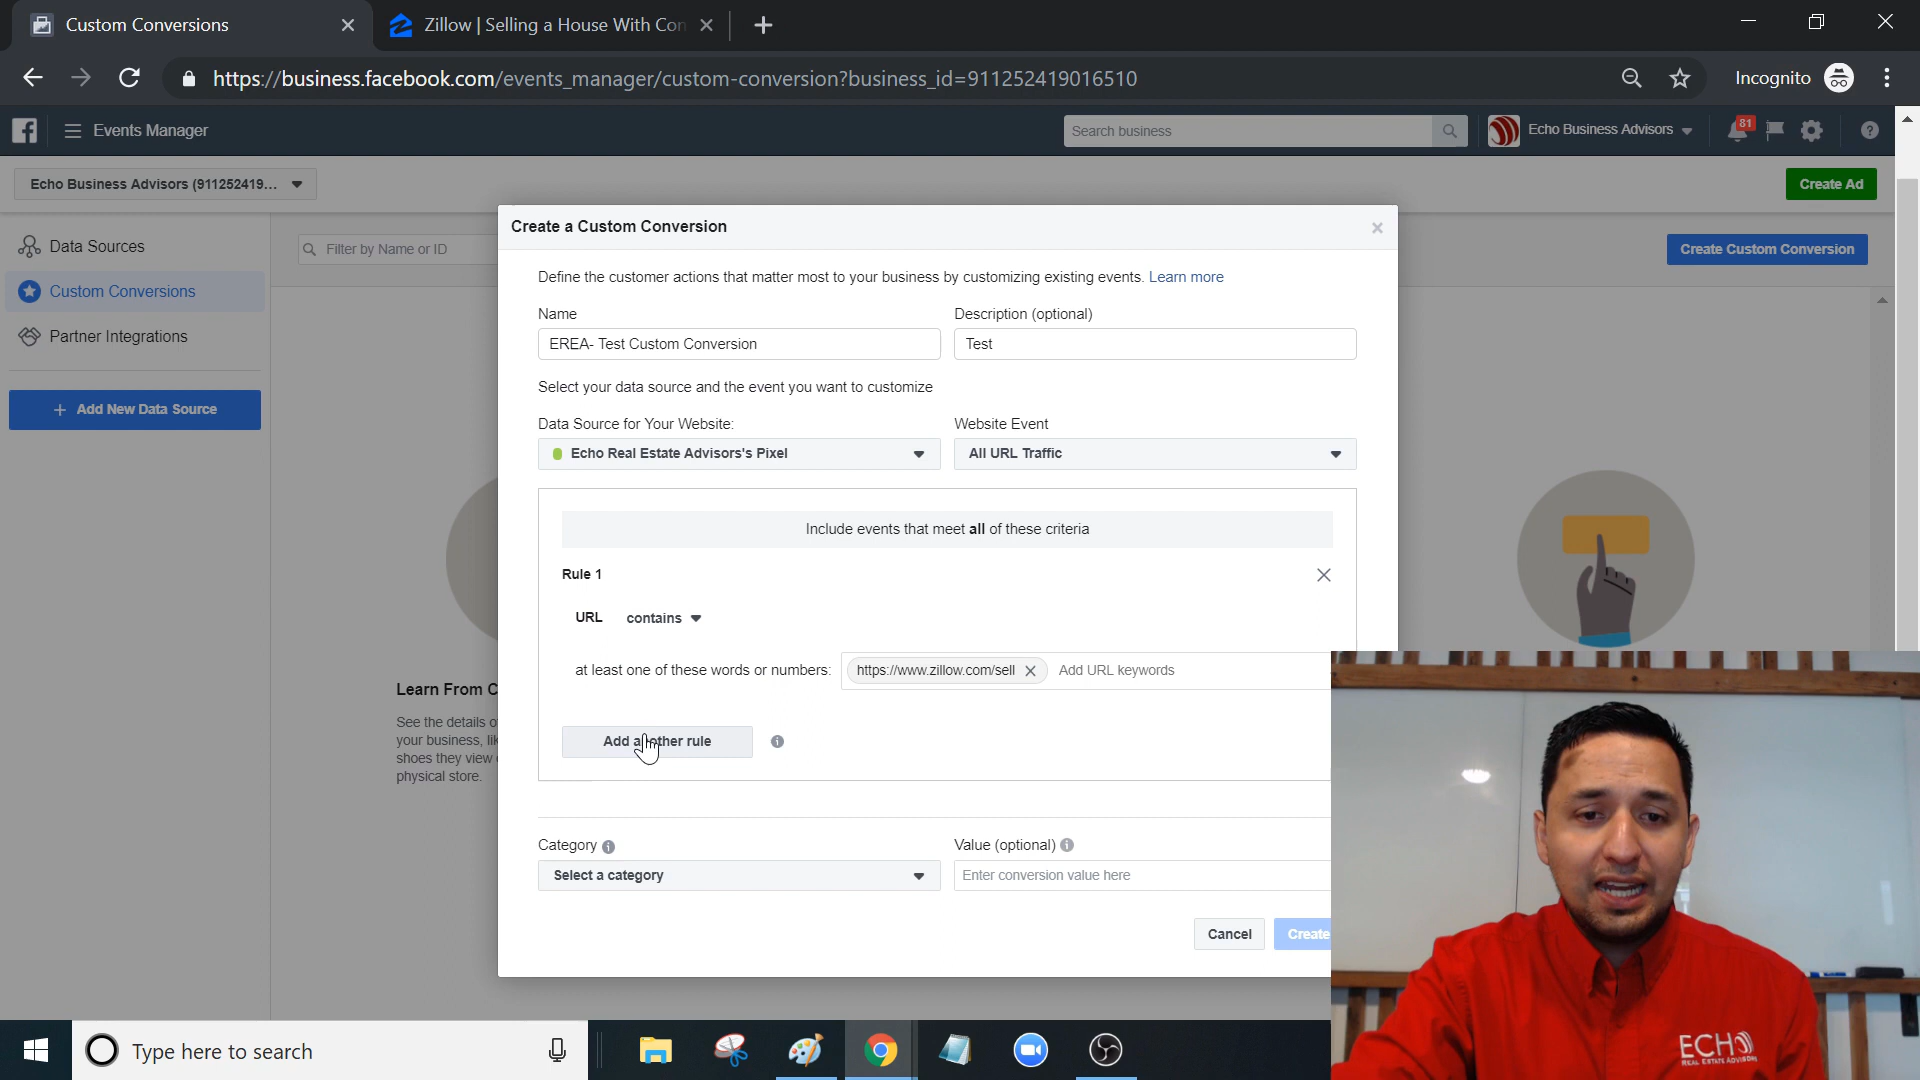 Custom Conversions
Zillow | Selling a House With Con
https://business.facebook.com/events_manager/custom-conversion?business_id=911252419016510
Incognito
Events Manager
Search business
Echo Business Advisors
81
Echo Business Advisors (911252419...
Create Ad
Data Sources
Custom Conversions
Partner Integrations
Add New Data Source
Filter by Name or ID
Create Custom Conversion
Create a Custom Conversion
Define the customer actions that matter most to your business by customizing existing events. Learn more
Name
Description (optional)
EREA- Test Custom Conversion
Test
Select your data source and the event you want to customize
Data Source for Your Website:
Website Event
Echo Real Estate Advisors's Pixel
All URL Traffic
Include events that meet all of these criteria
Rule 1
URL contains
at least one of these words or numbers:
https://www.zillow.com/sell
Add URL keywords
Add another rule
Learn From C
See the details o
your business, lik
shoes they view
physical store.
Category
Value (optional)
Select a category
Enter conversion value here
Cancel
Create
Type here to search
ECHO
REAL ESTATE ADVISORS